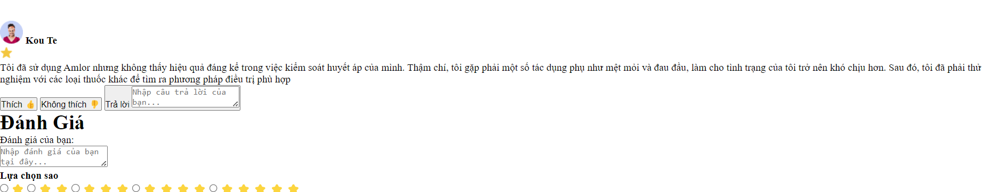 Kou Te
Tôi đã sử dụng Amlor nhưng không thấy hiệu quả đáng kể trong việc kiểm soát huyết áp của mình. Thậm chí, tôi gặp phải một số tác dụng phụ như mệt mỏi và đau đầu, làm cho tình trạng của tôi trở nên khó chịu hơn. Sau đó, tôi đã phải thử
nghiệm với các loại thuốc khác để tìm ra phương pháp điều trị phù hợp
Thích 👍 Không thích 👎 Trả lời Nhập câu trả lời của
bạn...
Đánh Giá
Đánh giá của bạn:
Nhập đánh giá của bạn
tại đây...
Lựa chọn sao